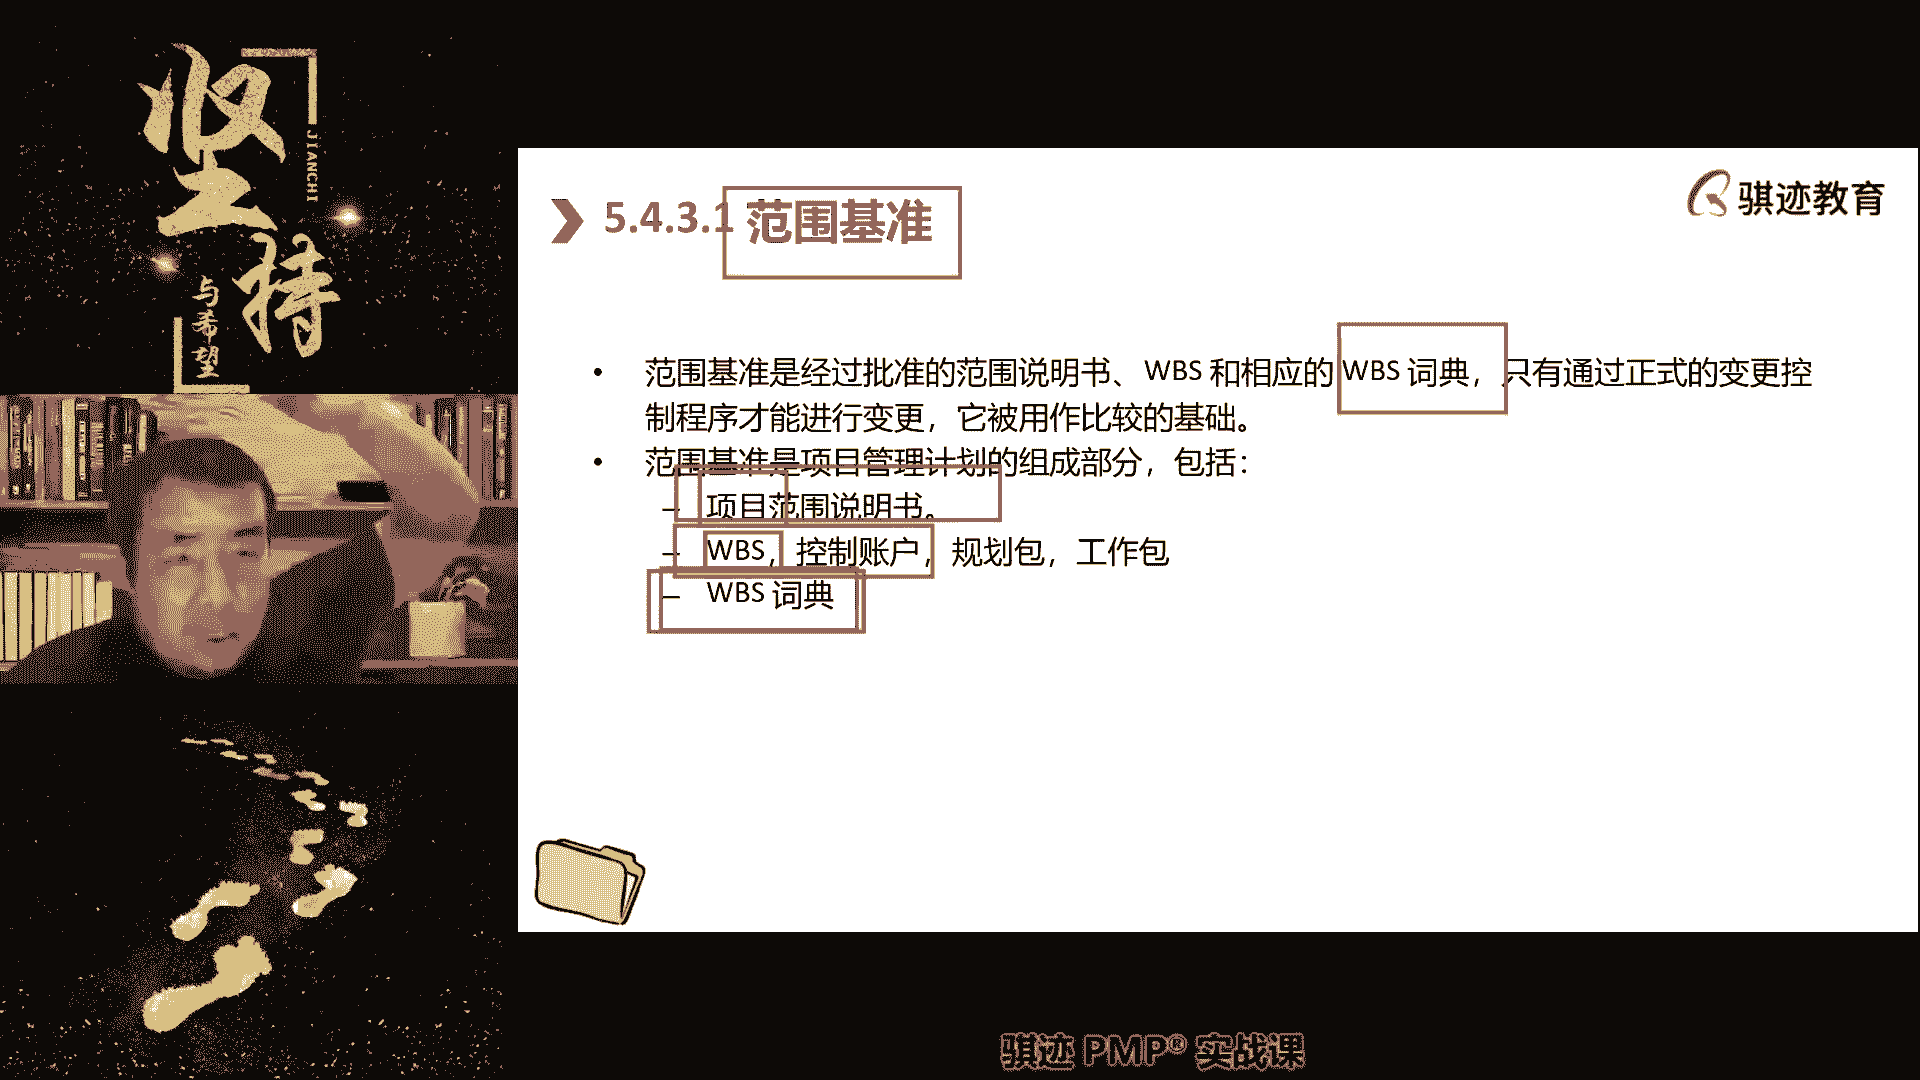 坚持
JIANCHI
与希望
骐迹教育
5.4.3.1 范围基准
• 范围基准是经过批准的范围说明书、WBS 和相应的 WBS 词典，只有通过正式的变更控
制程序才能进行变更，它被用作比较的基础。
• 范围基准是项目管理计划的组成部分，包括：
– 项目范围说明书。
– WBS，控制账户，规划包，工作包
– WBS 词典
骐迹 PMP® 实战课